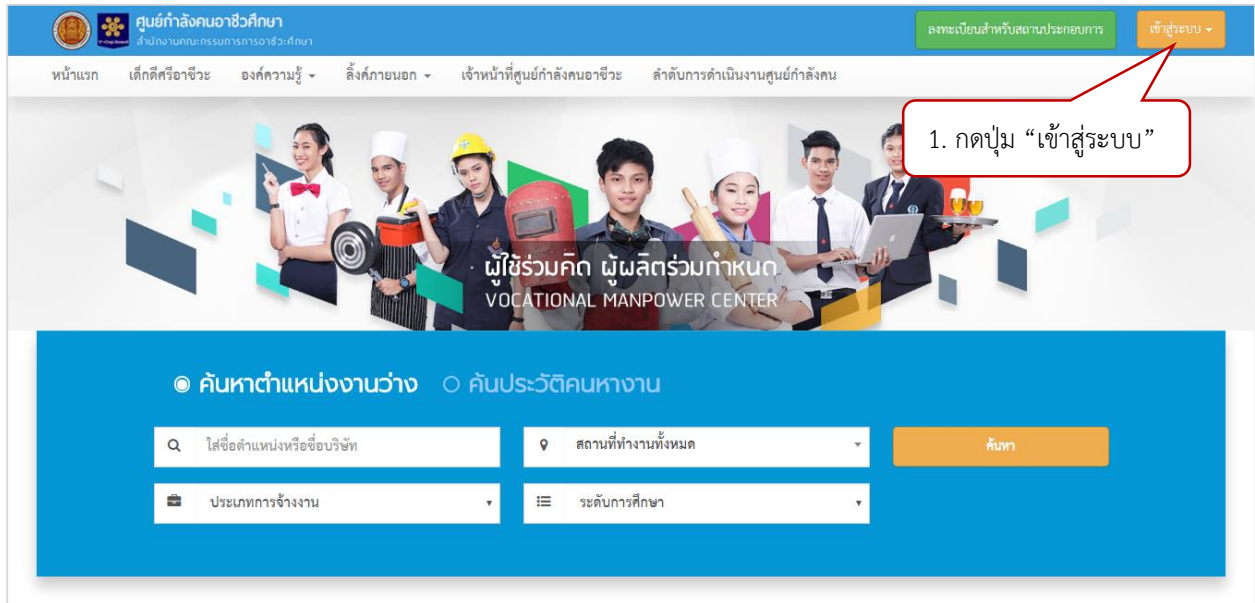 ศูนย์กำลังคนอาชีวศึกษา
สำนักงานคณะกรรมการการอาชีวะศึกษา
ลงทะเบียนสำหรับสถานประกอบการ
เข้าสู่ระบบ
หน้าแรก เด็กดีศรีอาชีวะ องค์ความรู้ ลิ้งค์ภายนอก เจ้าหน้าที่ศูนย์กำลังคนอาชีวะ ลำดับการดำเนินงานศูนย์กำลังคน
1. กดปุ่ม “เข้าสู่ระบบ”
ผู้ใช้ร่วมคิด ผู้ผลิตร่วมกำหนด
VOCATIONAL MANPOWER CENTER
ค้นหาตำแหน่งงานว่าง ค้นประวัติคนหางาน
ใส่ชื่อตำแหน่งหรือชื่อบริษัท สถานที่ทำงานทั้งหมด ค้นหา
ประเภทการจ้างงาน ระดับการศึกษา